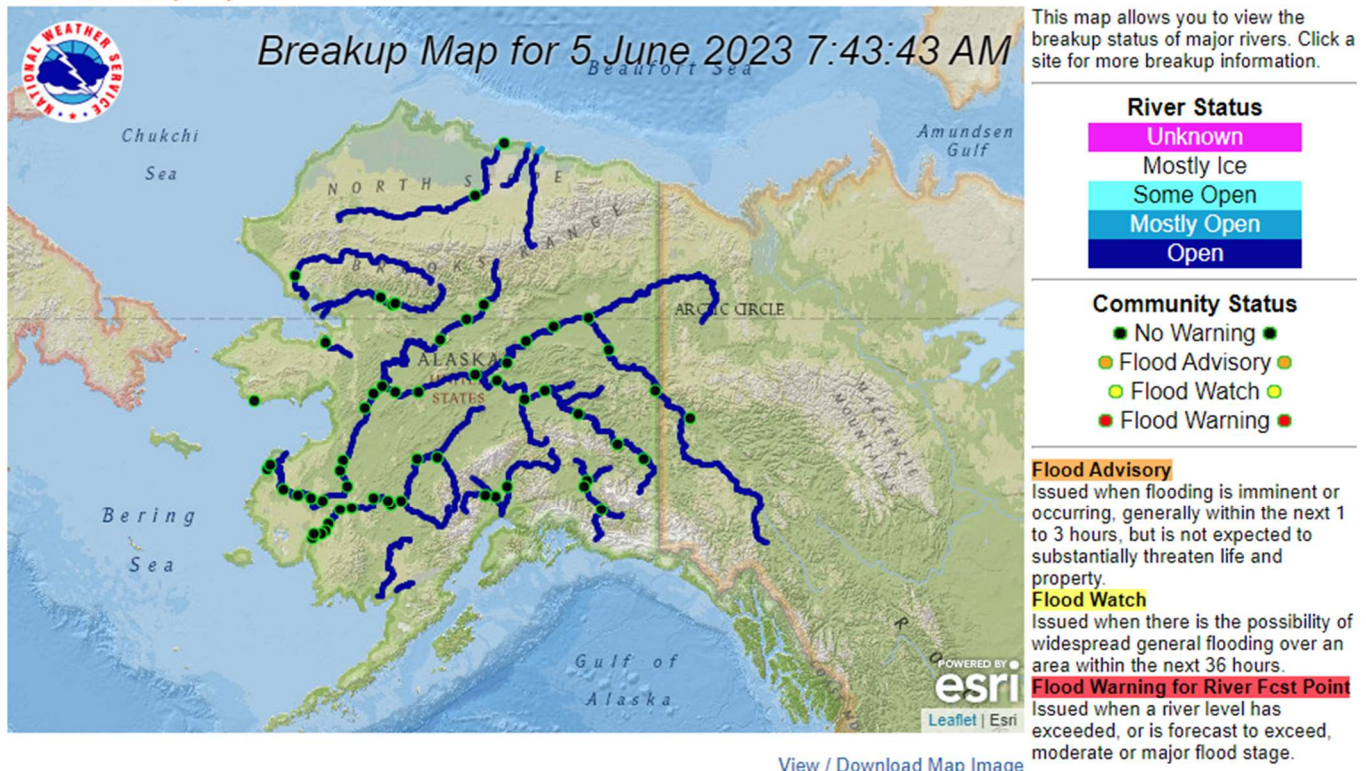 NATIONAL WEATHER SERVICE
Breakup Map for 5 June 2023 7:43:43 AM
Beaufort Sea
Chukchi
Sea
Amundsen
Gulf
NORTH SLOPE
BROOKS RANGE
ARCTIC CIRCLE
ALASKA
STATES
MACKENZIE
MOUNTAINS
Bering
Sea
Gulf of
Alaska
POWERED BY
esri
Leaflet | Esri
View / Download Map Image
This map allows you to view the
breakup status of major rivers. Click a
site for more breakup information.
River Status
Unknown
Mostly Ice
Some Open
Mostly Open
Open
Community Status
No Warning
Flood Advisory
Flood Watch
Flood Warning
Flood Advisory
Issued when flooding is imminent or
occurring, generally within the next 1
to 3 hours, but is not expected to
substantially threaten life and
property.
Flood Watch
Issued when there is the possibility of
widespread general flooding over an
area within the next 36 hours.
Flood Warning for River Fcst Point
Issued when a river level has
exceeded, or is forecast to exceed,
moderate or major flood stage.